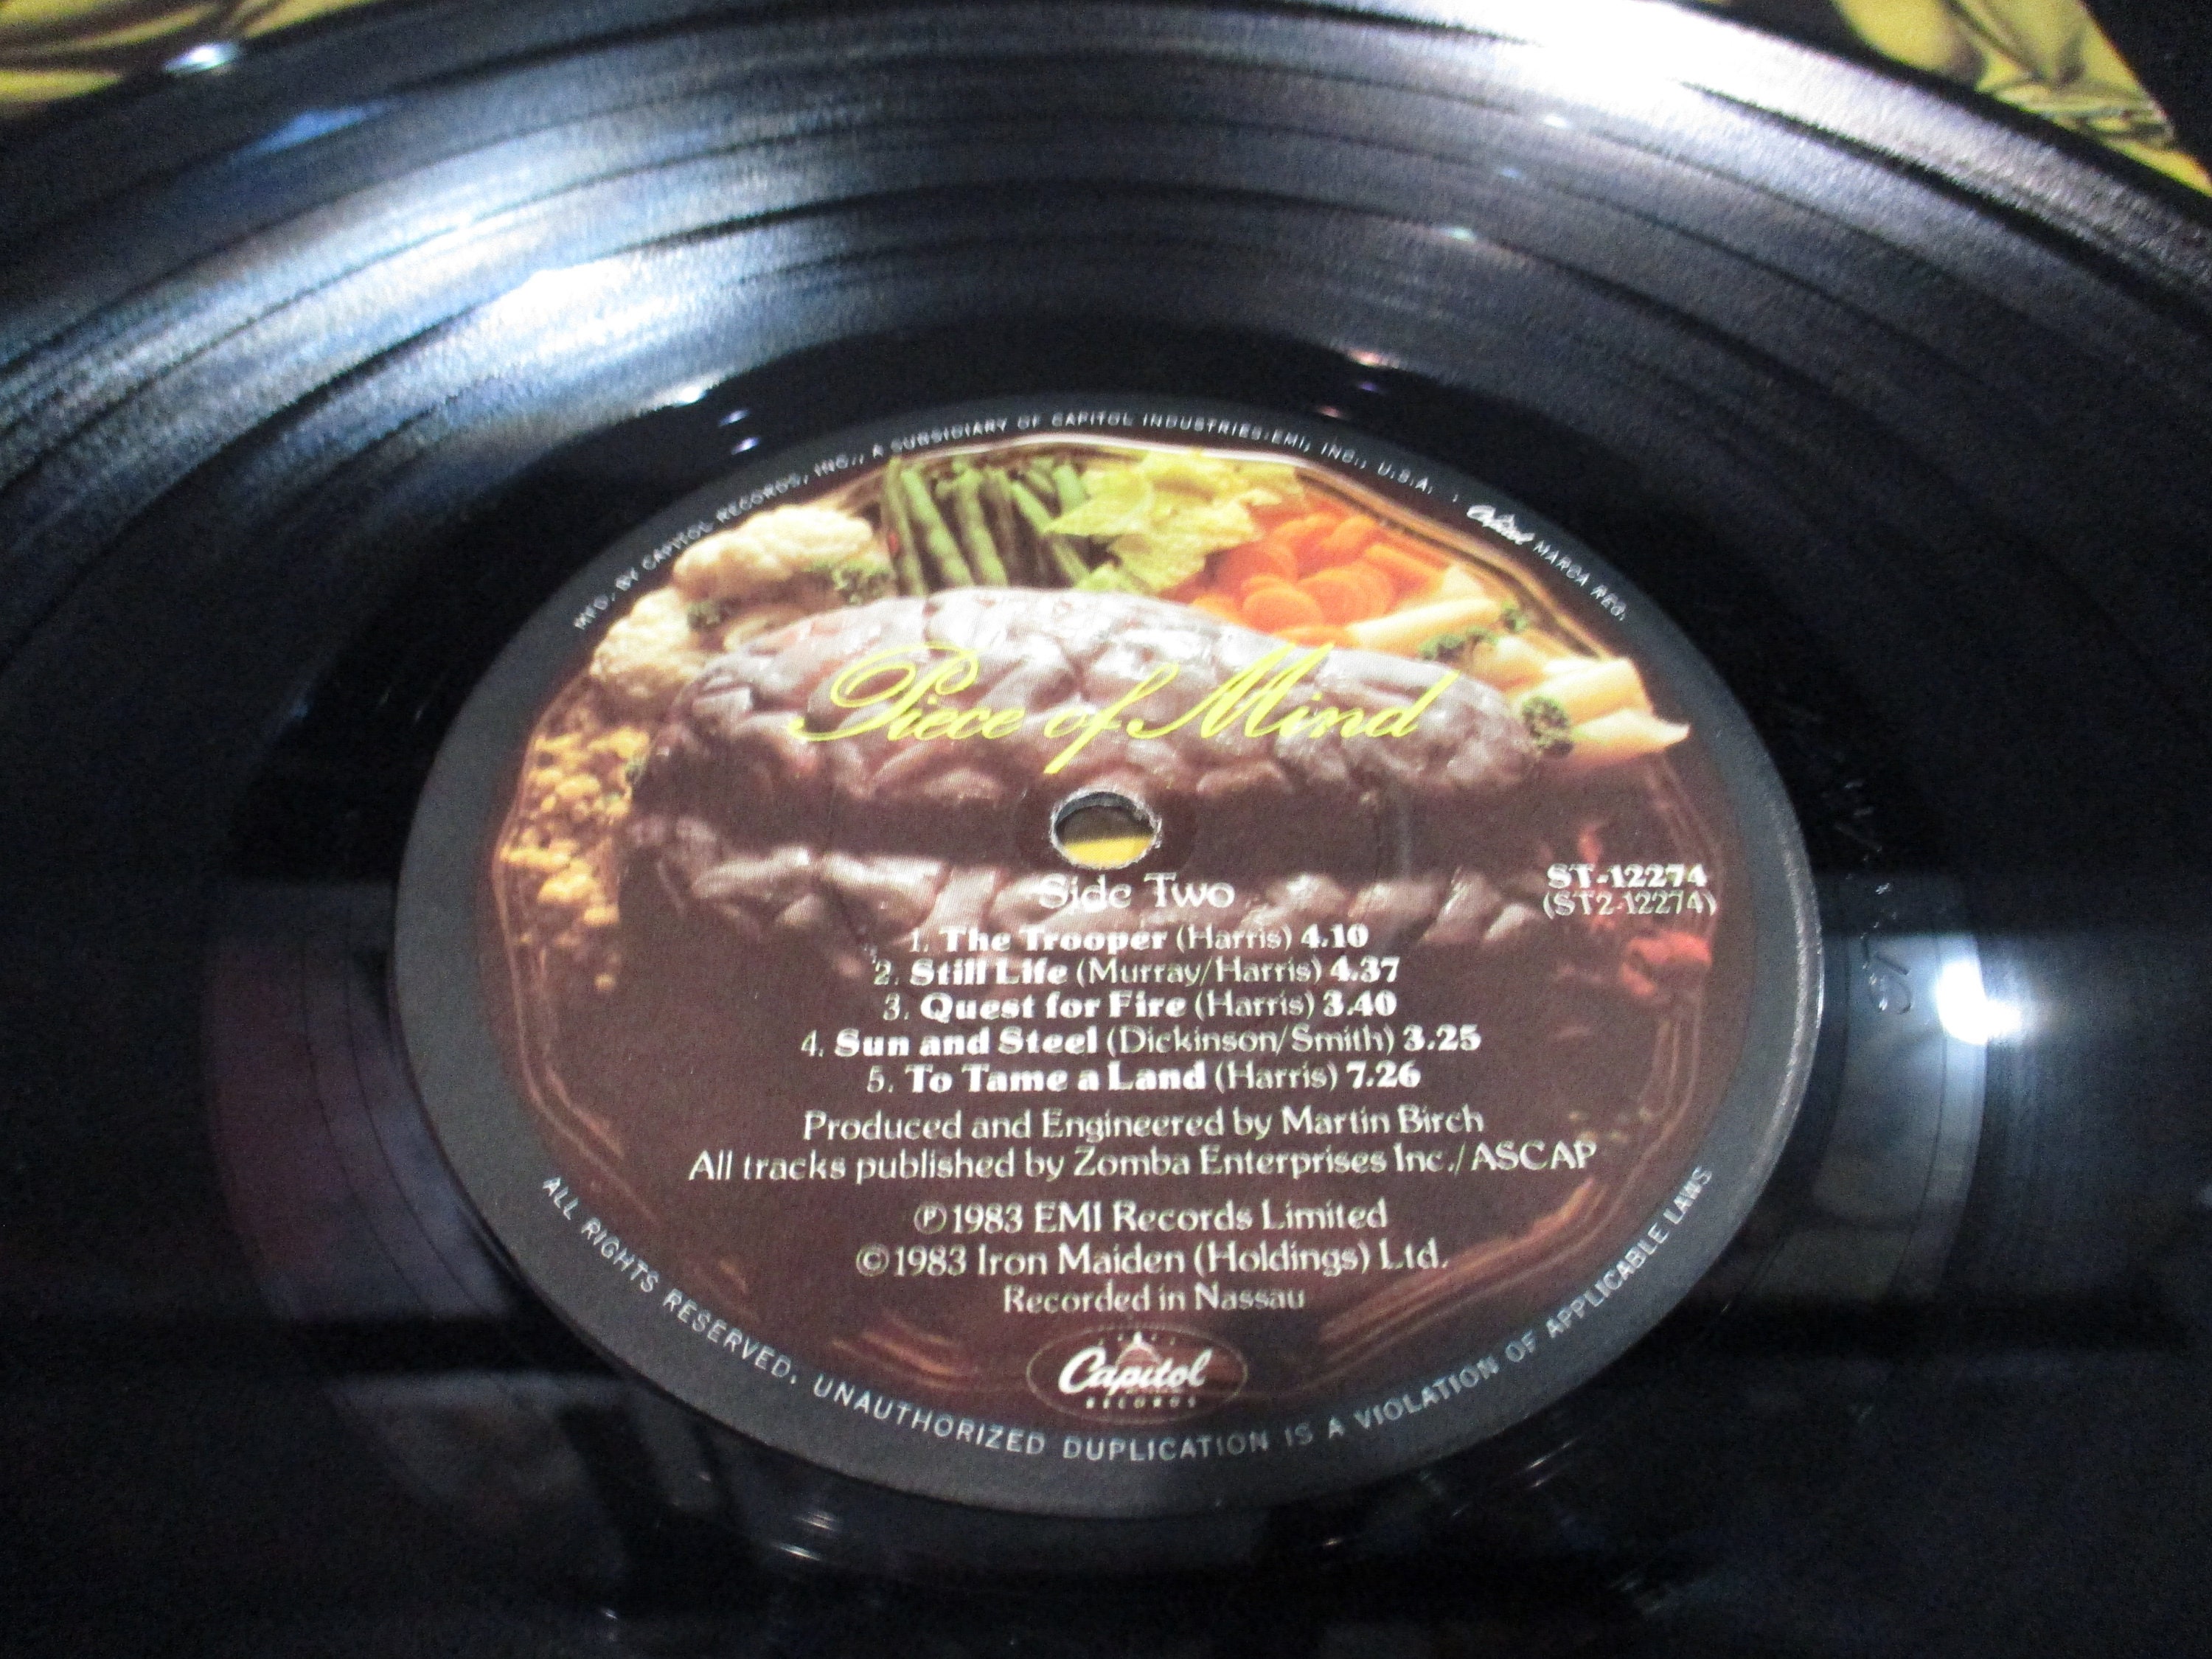 MFD. BY CAPITOL RECORDS, INC., A SUBSIDIARY OF CAPITOL INDUSTRIES-EMI, INC., U.S.A. · Capitol MARCA REG.
Piece of Mind
Side Two
ST-12274
(ST2-12274)
1. The Trooper (Harris) 4.10
2. Still Life (Murray/Harris) 4.37
3. Quest for Fire (Harris) 3.40
4. Sun and Steel (Dickinson/Smith) 3.25
5. To Tame a Land (Harris) 7.26
Produced and Engineered by Martin Birch
All tracks published by Zomba Enterprises Inc./ASCAP
℗1983 EMI Records Limited
©1983 Iron Maiden (Holdings) Ltd.
Recorded in Nassau
Capitol
RECORDS
ALL RIGHTS RESERVED. UNAUTHORIZED DUPLICATION IS A VIOLATION OF APPLICABLE LAWS